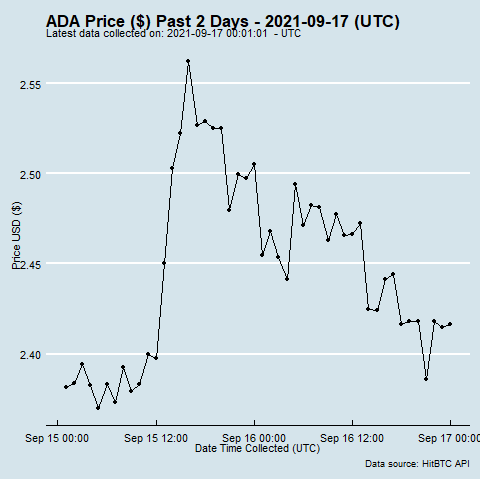 ADA Price ($) Past 2 Days - 2021-09-17 (UTC)
Latest data collected on: 2021-09-17 00:01:01 - UTC
2.55
2.50
2.45
2.40
Price USD ($)
Sep 15 00:00 Sep 15 12:00 Sep 16 00:00 Sep 16 12:00 Sep 17 00:00
Date Time Collected (UTC)
Data source: HitBTC API